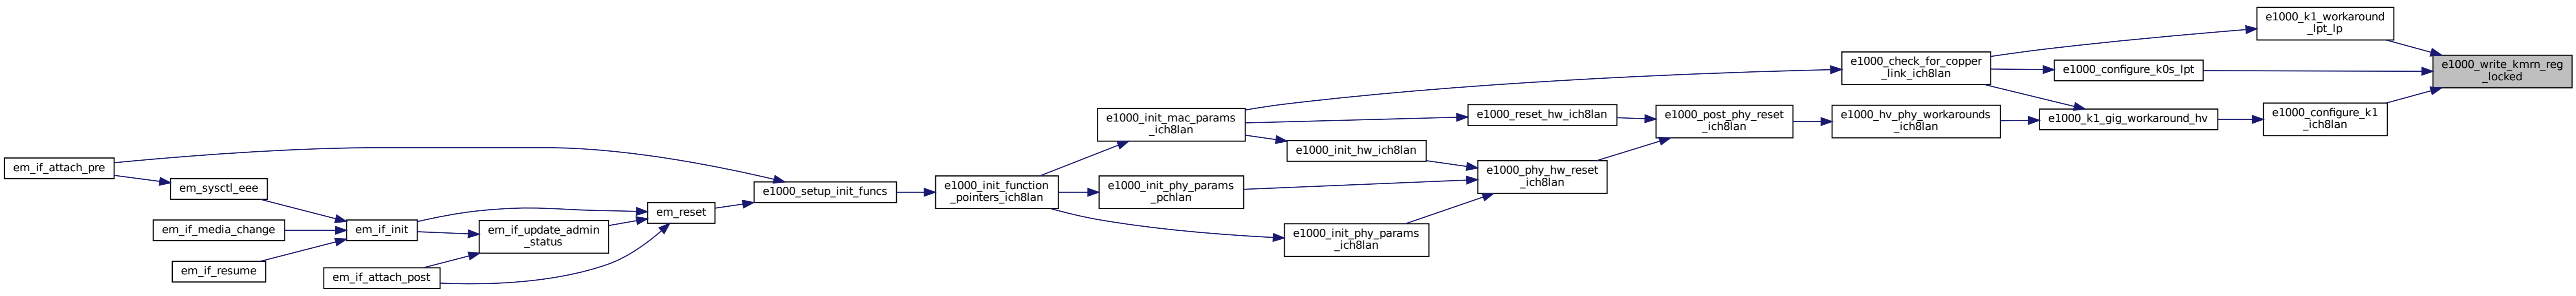 em_if_attach_pre
em_sysctl_eee
em_if_media_change
em_if_resume
em_if_init
em_if_attach_post
em_if_update_admin
_status
em_reset
e1000_setup_init_funcs
e1000_init_function
_pointers_ich8lan
e1000_init_mac_params
_ich8lan
e1000_init_phy_params
_pchlan
e1000_init_phy_params
_ich8lan
e1000_init_hw_ich8lan
e1000_reset_hw_ich8lan
e1000_phy_hw_reset
_ich8lan
e1000_post_phy_reset
_ich8lan
e1000_hv_phy_workarounds
_ich8lan
e1000_check_for_copper
_link_ich8lan
e1000_k1_gig_workaround_hv
e1000_configure_k0s_lpt
e1000_k1_workaround
_lpt_lp
e1000_configure_k1
_ich8lan
e1000_write_kmrn_reg
_locked